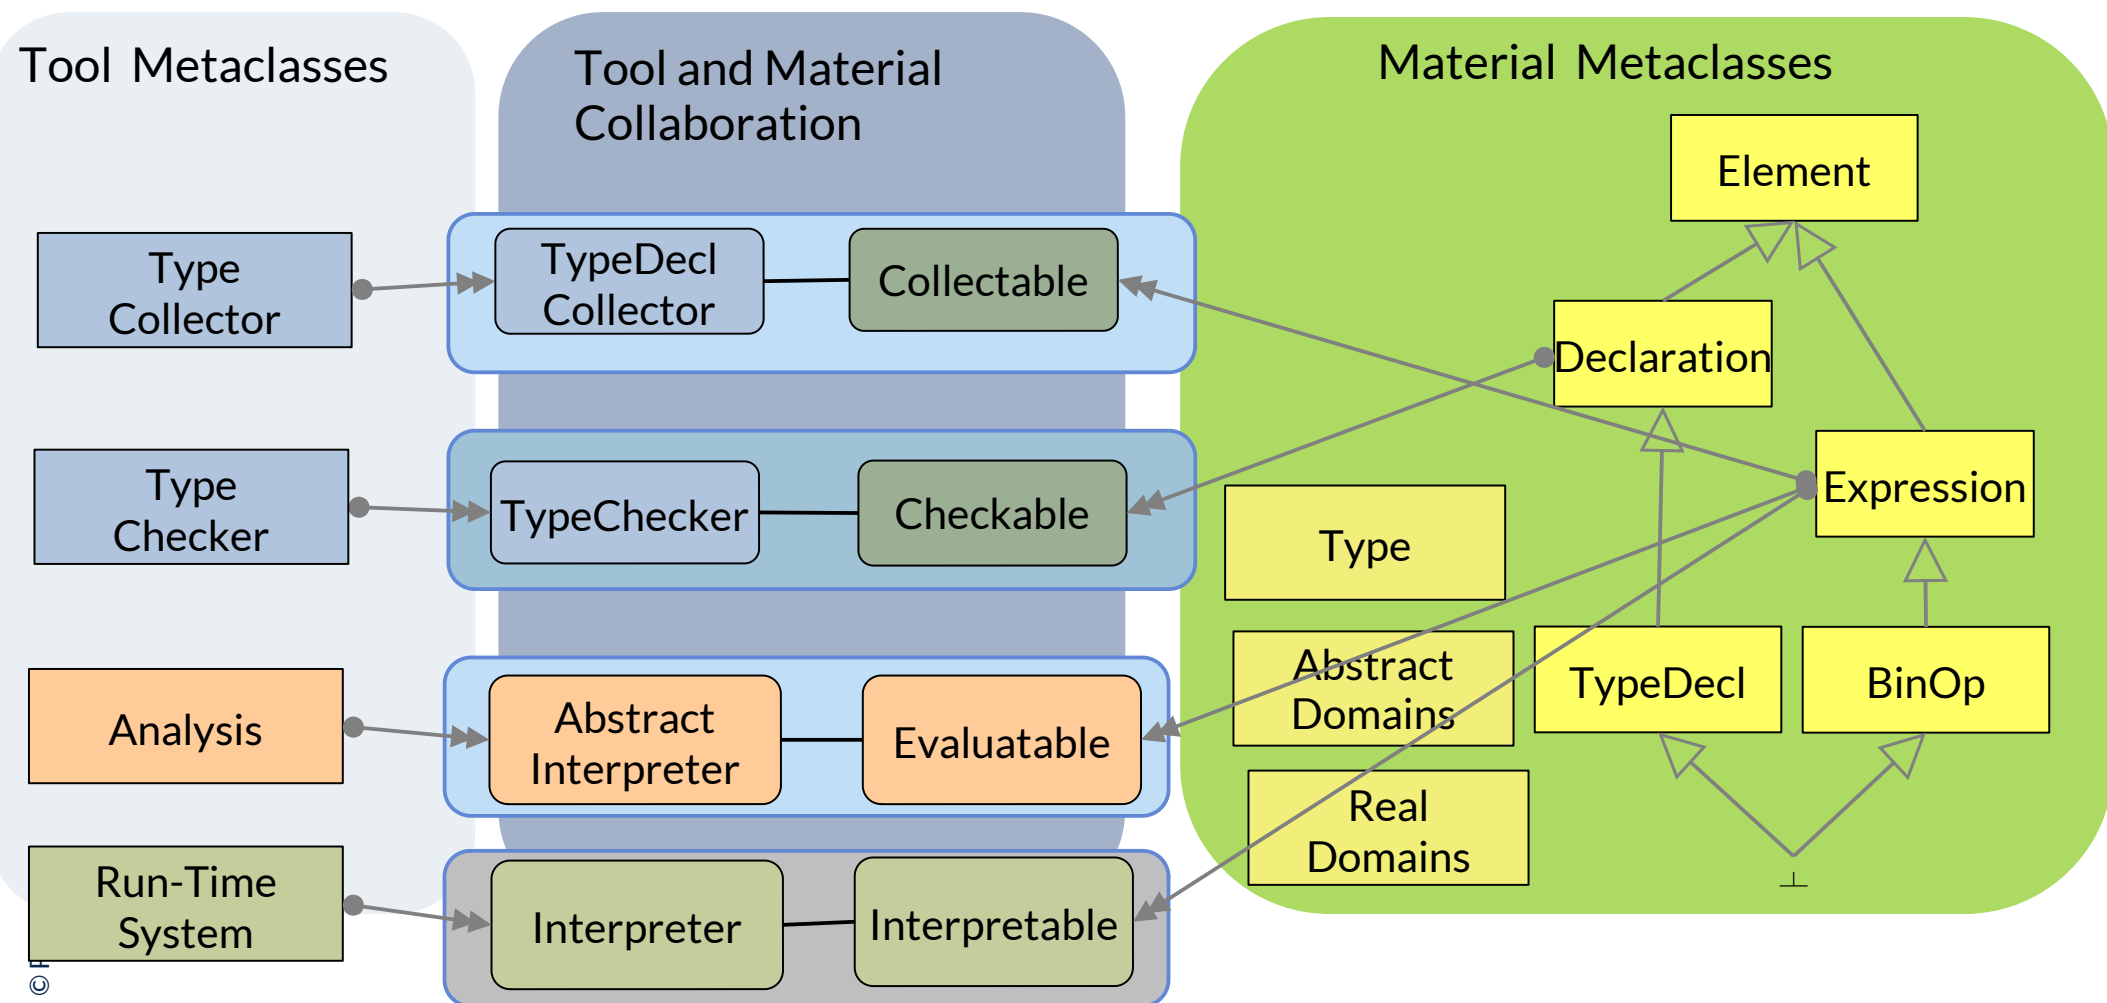 Tool Metaclasses
Tool and Material
Collaboration
Material Metaclasses
Element
Type
Collector
TypeDecl
Collector
Collectable
Declaration
Type
Checker
TypeChecker
Checkable
Expression
Type
Abstract
Domains
TypeDecl
BinOp
Analysis
Abstract
Interpreter
Evaluatable
Real
Domains
Run-Time
System
Interpreter
Interpretable
⊥
©